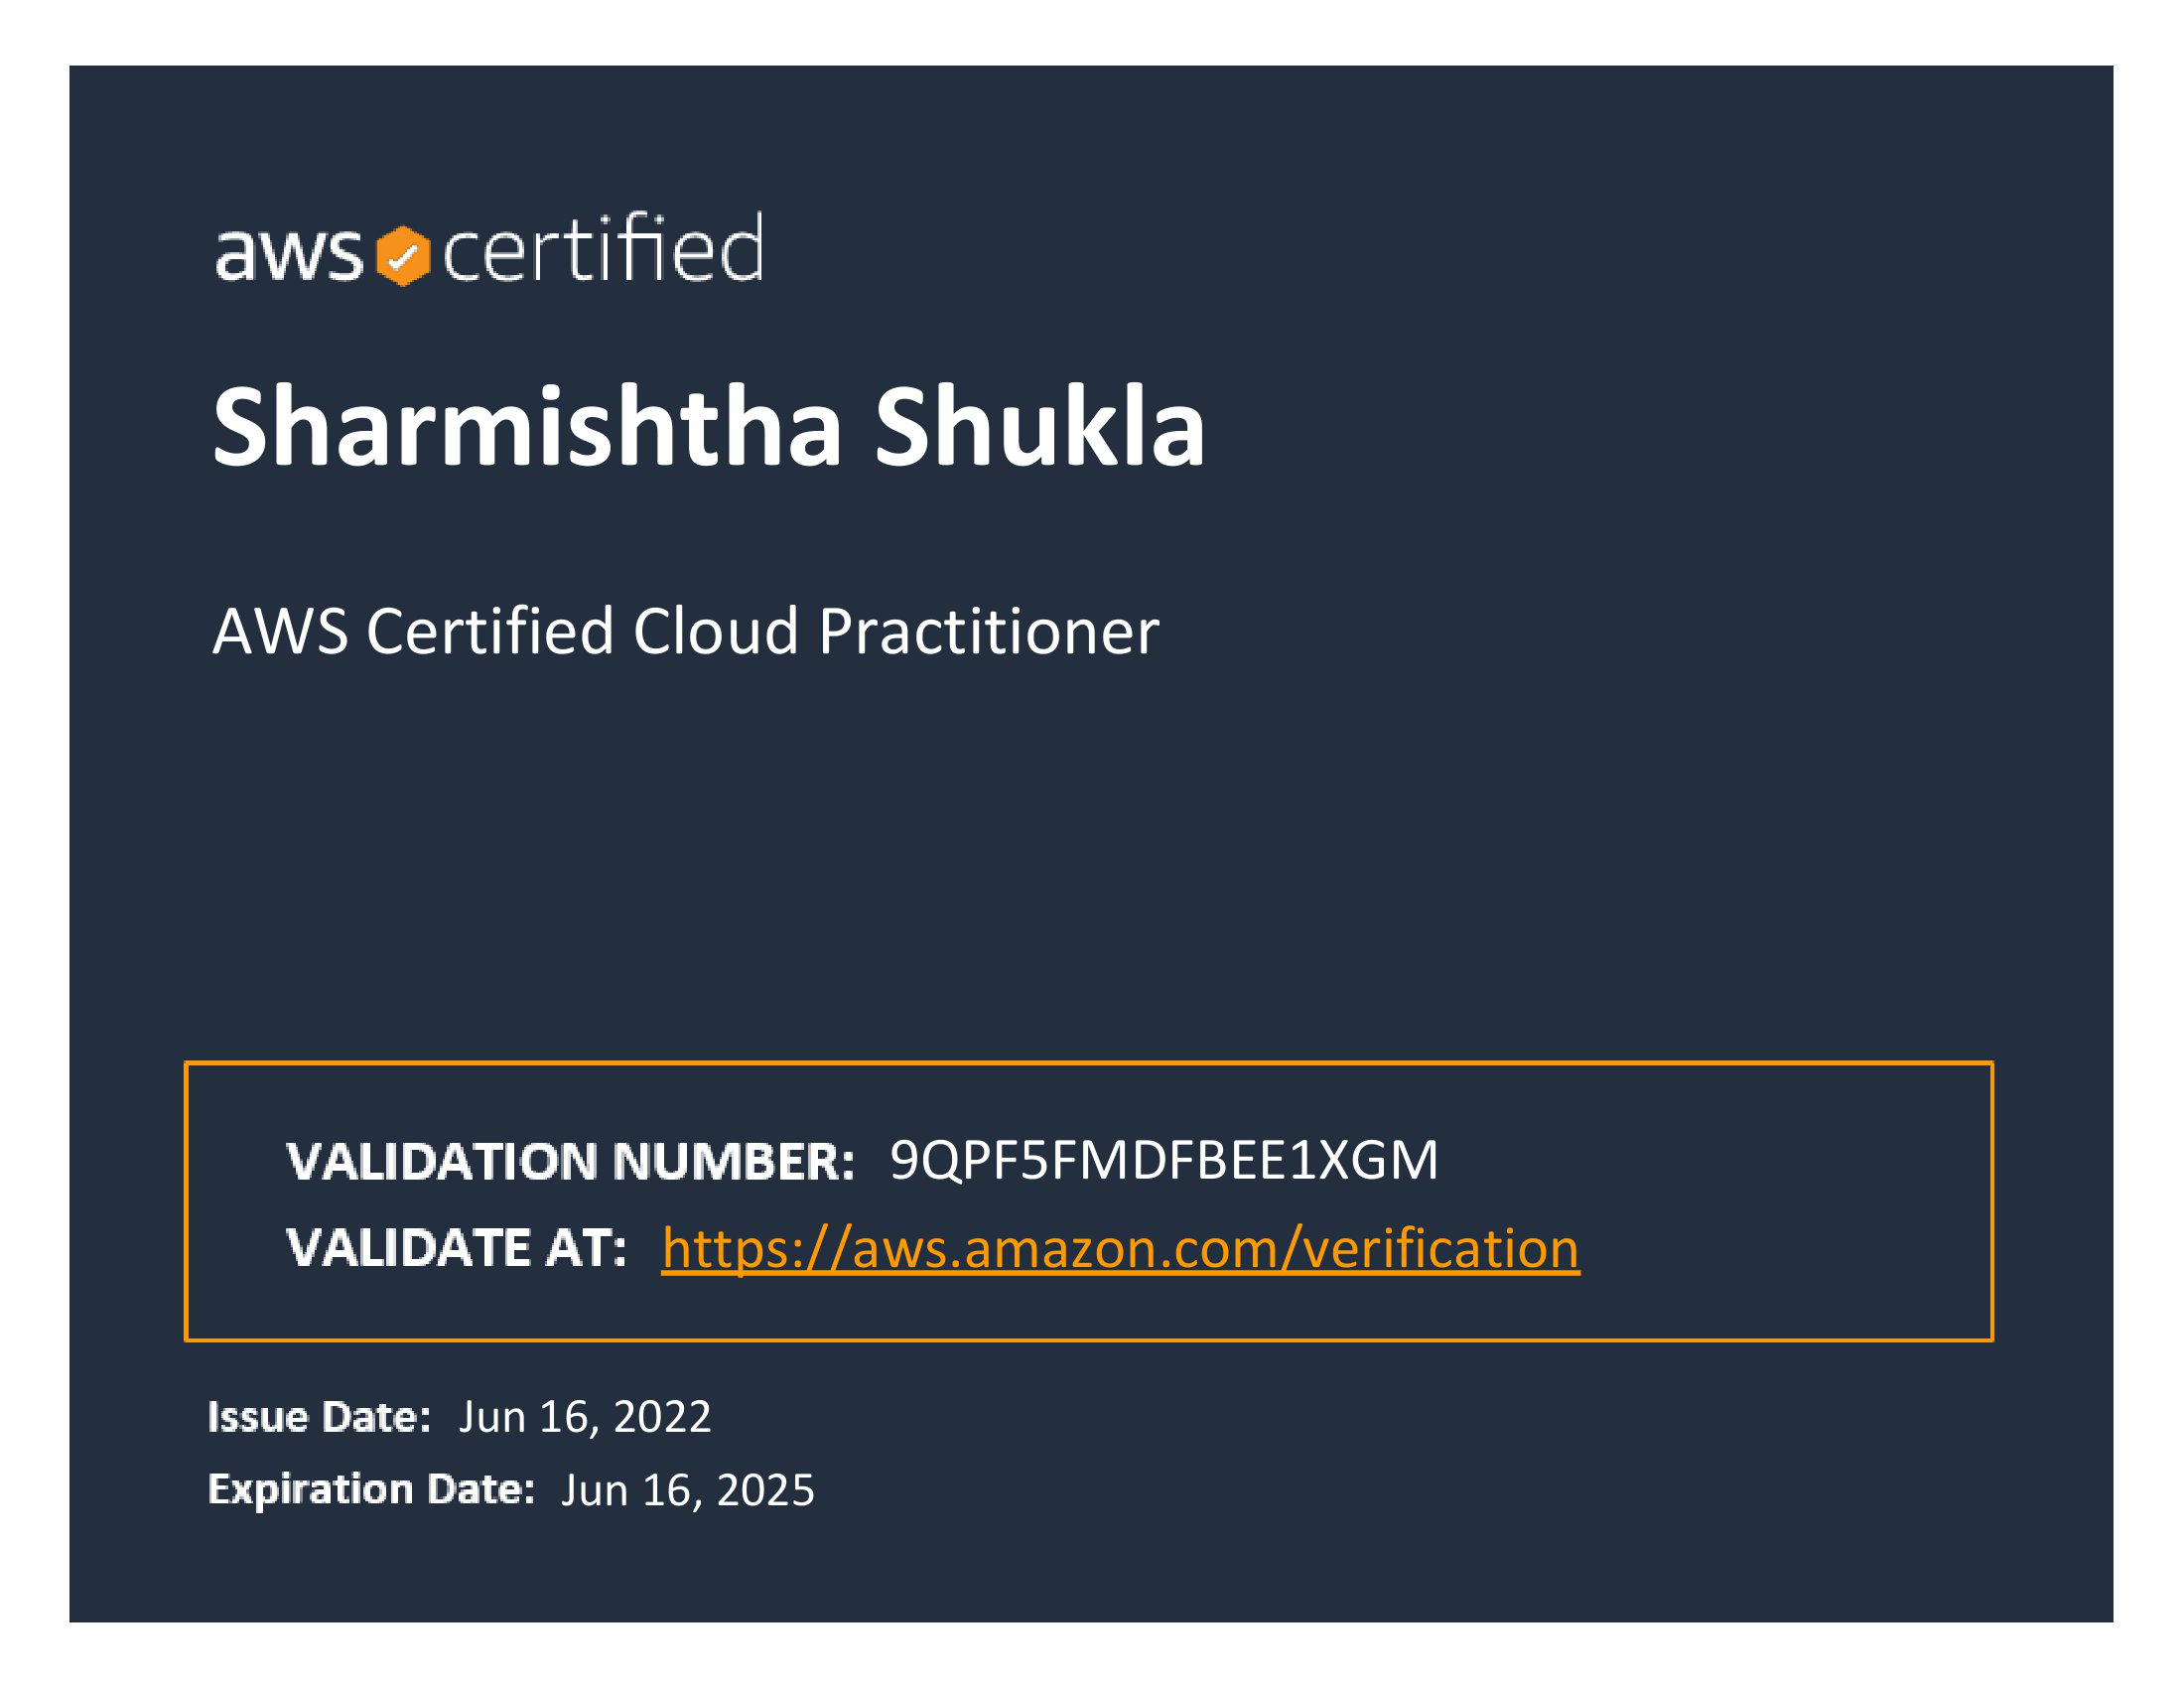 aws certified
Sharmishtha Shukla
AWS Certified Cloud Practitioner
VALIDATION NUMBER: 9QPF5FMDFBEE1XGM
VALIDATE AT: https://aws.amazon.com/verification
Issue Date: Jun 16, 2022
Expiration Date: Jun 16, 2025